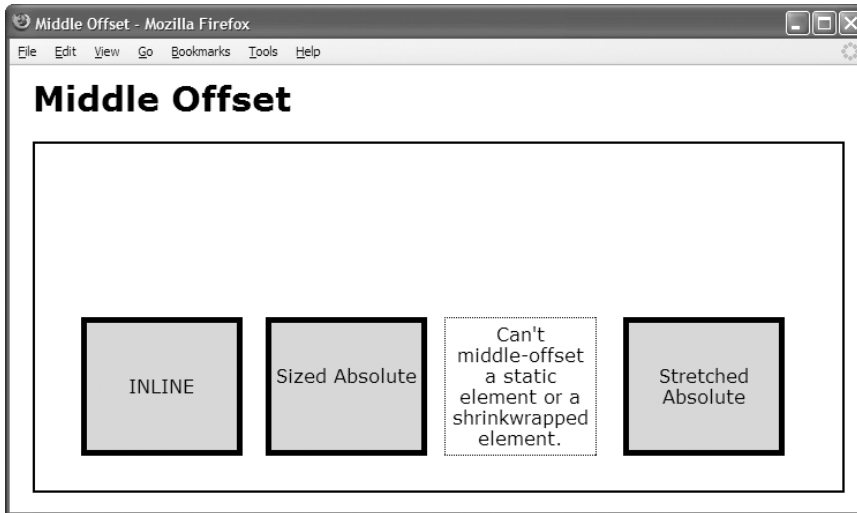 Middle Offset - Mozilla Firefox
File Edit View Go Bookmarks Tools Help
Middle Offset
INLINE
Sized Absolute
Can't
middle-offset
a static
element or a
shrinkwrapped
element.
Stretched
Absolute